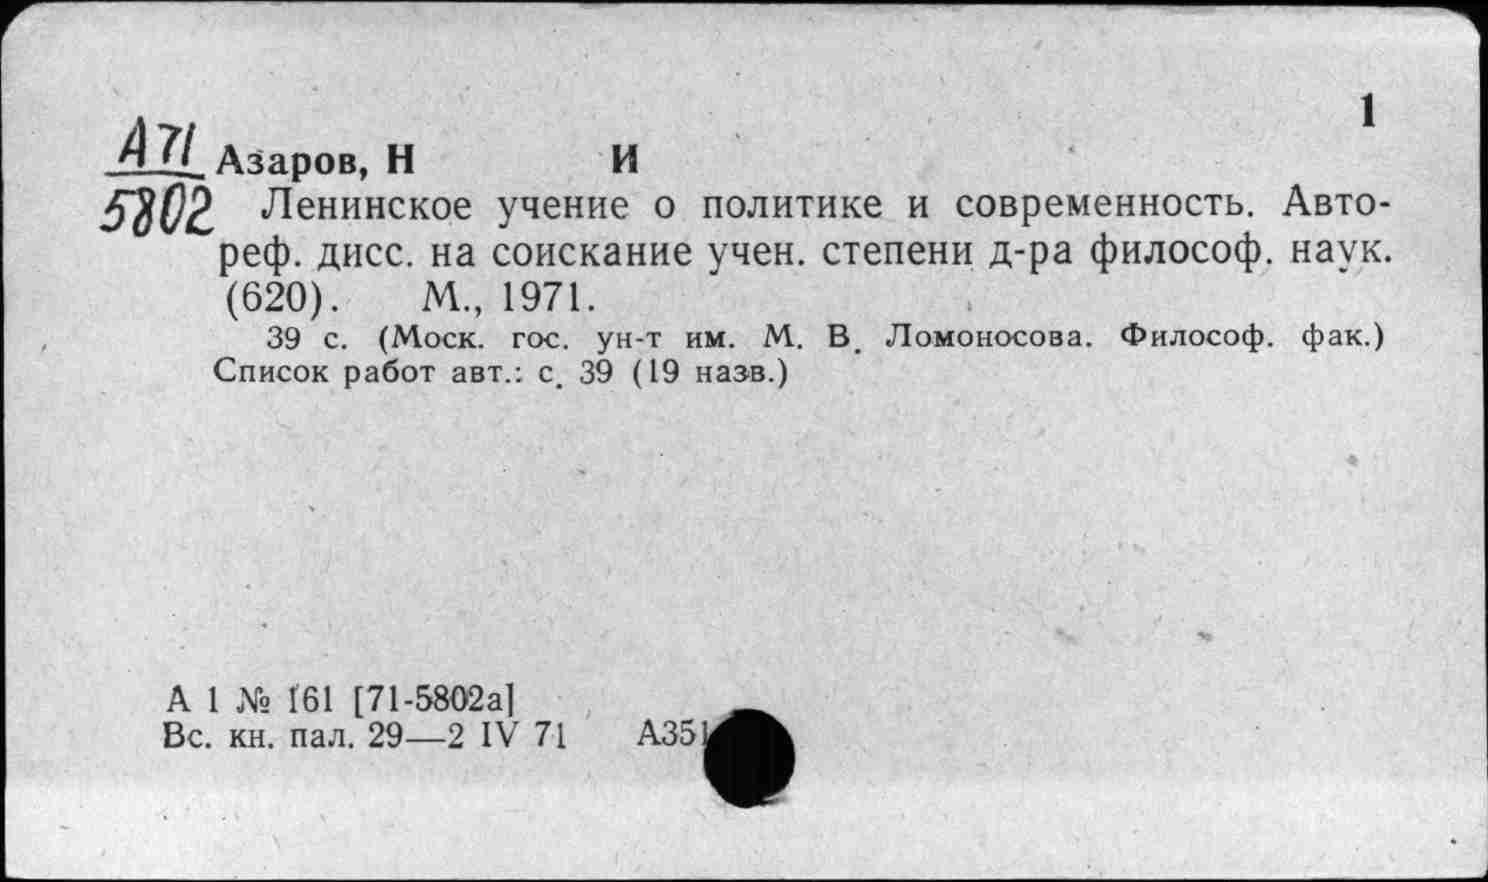 1
А71 Азаров, Н И
5802 Ленинское учение о политике и современность. Авто-
реф. дисс. на соискание учен. степени д-ра философ. наук.
(620). М., 1971.
39 с. (Моск. гос. ун-т им. М. В. Ломоносова. Философ. фак.)
Список работ авт.: с. 39 (19 назв.)
А 1 № 161 [71-5802а]
Вс. кн. пал. 29—2 IV 71 А351